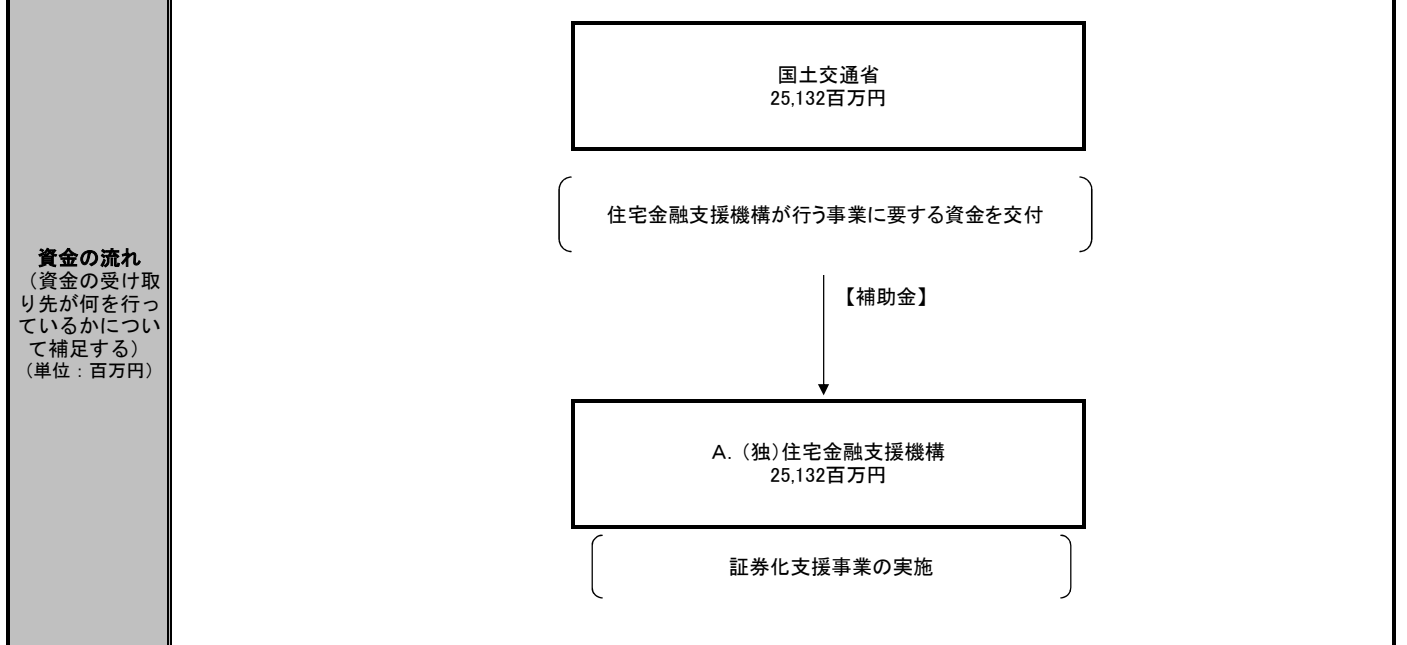 資金の流れ
（資金の受け取
り先が何を行っ
ているかについ
て補足する）
（単位：百万円）
国土交通省
25,132百万円
住宅金融支援機構が行う事業に要する資金を交付
【補助金】
Ａ．（独）住宅金融支援機構
25,132百万円
証券化支援事業の実施